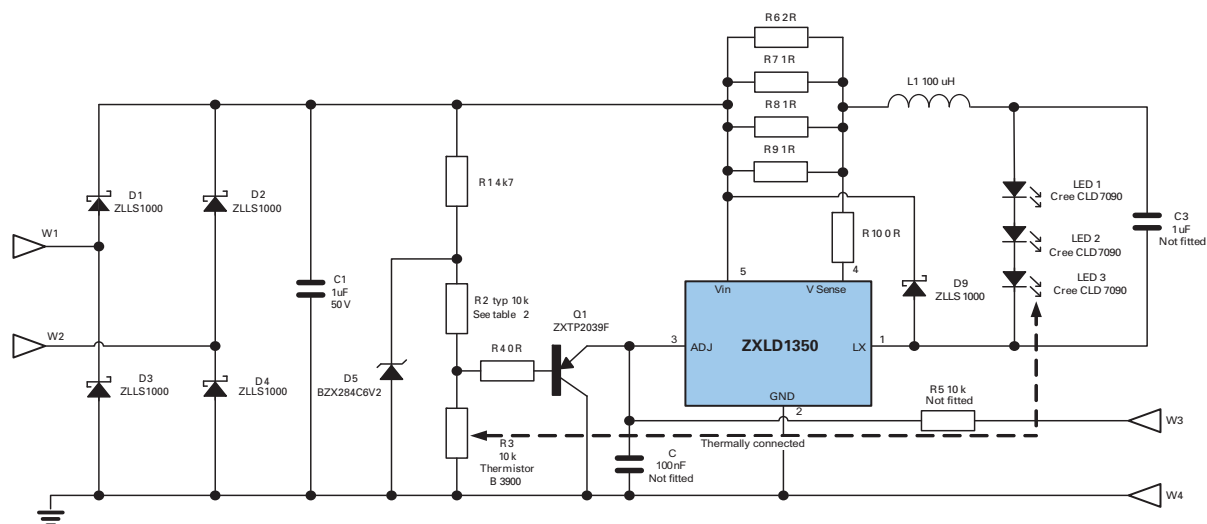 R6 2R
R7 1R
R8 1R
R9 1R
L1 100 uH
R1 4k7
D1
ZLLS1000
D2
ZLLS1000
LED 1
Cree CLD 7090
LED 2
Cree CLD 7090
LED 3
Cree CLD 7090
C3
1uF
Not fitted
W1
R10 0R
C1
1uF
50V
5
4
Vin
V Sense
D9
ZLLS1000
R2 typ 10k
See table 2
Q1
ZXTP2039F
W2
3
ADJ
ZXLD1350
LX
1
R4 0R
D3
ZLLS1000
D4
ZLLS1000
D5
BZX284C6V2
GND
2
R5 10k
Not fitted
W3
R3
10k
Thermistor
B 3900
Thermally connected
C
100nF
Not fitted
W4